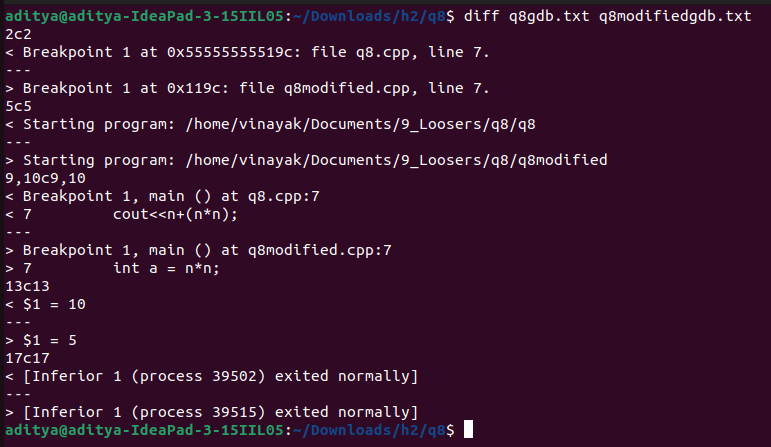 aditya@aditya-IdeaPad-3-15IIL05:~/Downloads/h2/q8$ diff q8gdb.txt q8modifiedgdb.txt
2c2
< Breakpoint 1 at 0x55555555519c: file q8.cpp, line 7.
---
> Breakpoint 1 at 0x119c: file q8modified.cpp, line 7.
5c5
< Starting program: /home/vinayak/Documents/9_Loosers/q8/q8
---
> Starting program: /home/vinayak/Documents/9_Loosers/q8/q8modified
9,10c9,10
< Breakpoint 1, main () at q8.cpp:7
< 7         cout<<n+(n*n);
---
> Breakpoint 1, main () at q8modified.cpp:7
> 7         int a = n*n;
13c13
< $1 = 10
---
> $1 = 5
17c17
< [Inferior 1 (process 39502) exited normally]
---
> [Inferior 1 (process 39515) exited normally]
aditya@aditya-IdeaPad-3-15IIL05:~/Downloads/h2/q8$